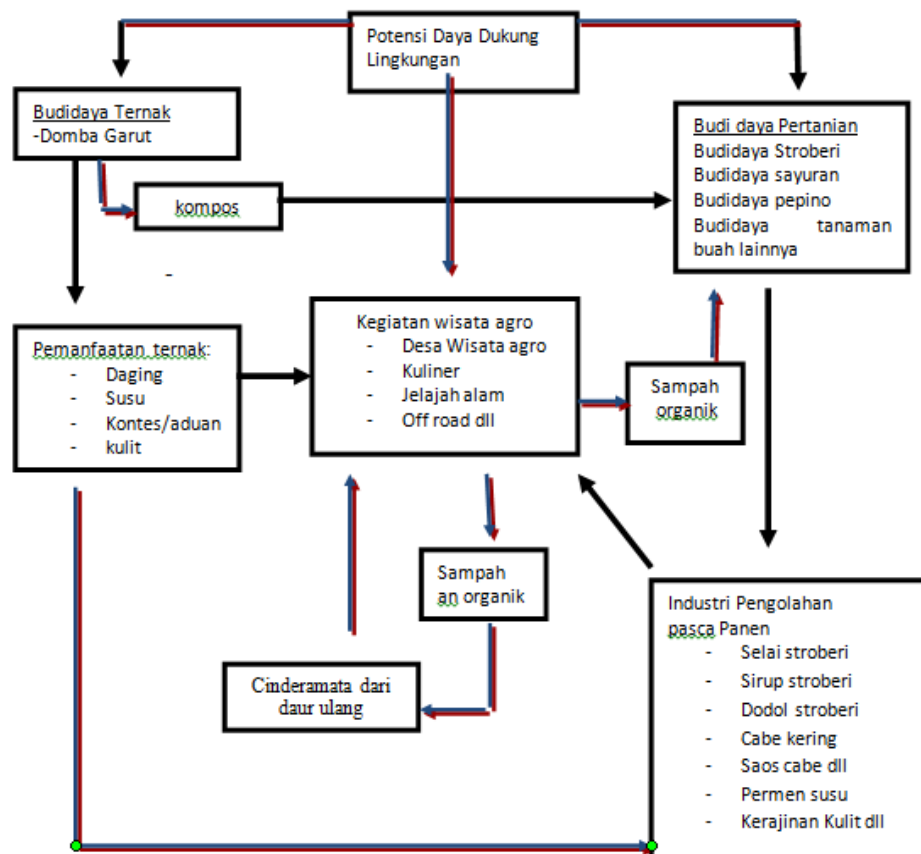 Potensi Daya Dukung
Lingkungan
Budidaya Ternak
-Domba Garut
Budi daya Pertanian
Budidaya Stroberi
Budidaya sayuran
Budidaya pepino
Budidaya tanaman
buah lainnya
kompos
-
Pemanfaatan ternak:
- Daging
- Susu
- Kontes/aduan
- kulit
Kegiatan wisata agro
- Desa Wisata agro
- Kuliner
- Jelajah alam
- Off road dll
Sampah
organik
Sampah
an organik
Cinderamata dari
daur ulang
Industri Pengolahan
pasca Panen
- Selai stroberi
- Sirup stroberi
- Dodol stroberi
- Cabe kering
- Saos cabe dll
- Permen susu
- Kerajinan Kulit dll